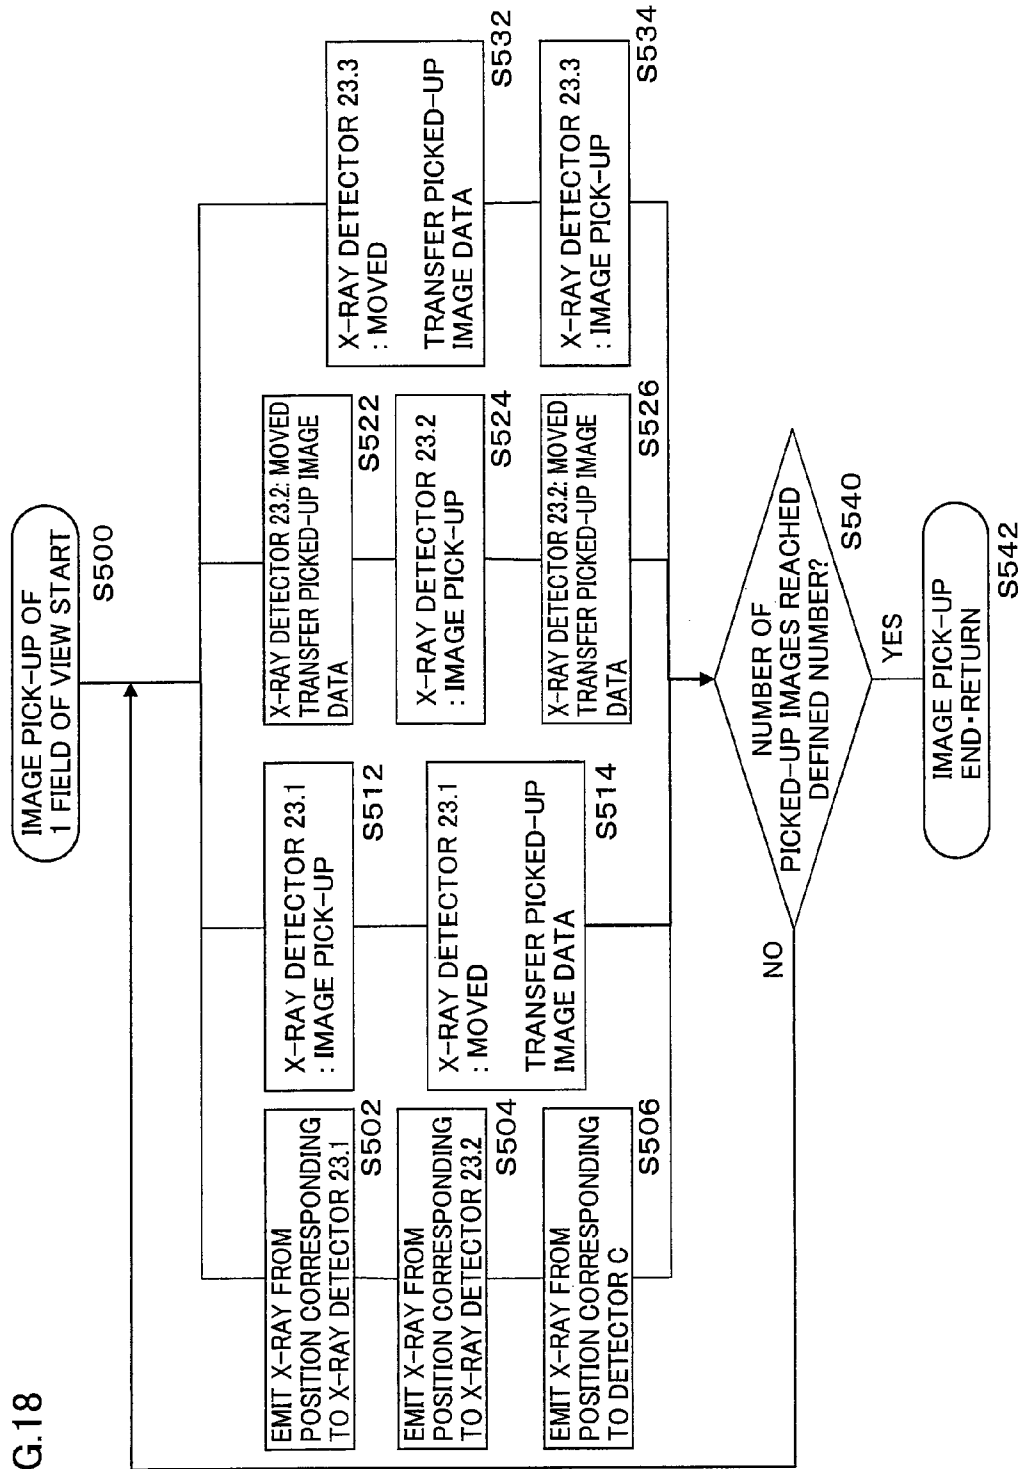 G.18
IMAGE PICK-UP OF
1 FIELD OF VIEW START
S500
EMIT X-RAY FROM
POSITION CORRESPONDING
TO X-RAY DETECTOR 23.1
S502
EMIT X-RAY FROM
POSITION CORRESPONDING
TO X-RAY DETECTOR 23.2
S504
EMIT X-RAY FROM
POSITION CORRESPONDING
TO DETECTOR C
S506
X-RAY DETECTOR 23.1
: IMAGE PICK-UP
S512
X-RAY DETECTOR 23.1
: MOVED
TRANSFER PICKED-UP
IMAGE DATA
S514
X-RAY DETECTOR 23.2: MOVED
TRANSFER PICKED-UP IMAGE
DATA
S522
X-RAY DETECTOR 23.2
: IMAGE PICK-UP
S524
X-RAY DETECTOR 23.2: MOVED
TRANSFER PICKED-UP IMAGE
DATA
S526
X-RAY DETECTOR 23.3
: MOVED
TRANSFER PICKED-UP
IMAGE DATA
S532
X-RAY DETECTOR 23.3
: IMAGE PICK-UP
S534
NUMBER OF
PICKED-UP IMAGES REACHED
DEFINED NUMBER?
S540
NO
YES
IMAGE PICK-UP
END·RETURN
S542